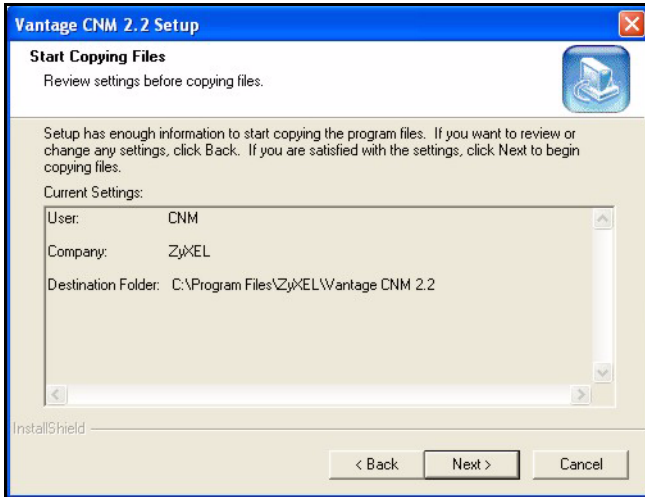 Vantage CNM 2.2 Setup
Start Copying Files
Review settings before copying files.
Setup has enough information to start copying the program files. If you want to review or
change any settings, click Back. If you are satisfied with the settings, click Next to begin
copying files.
Current Settings:
User: CNM
Company: ZyXEL
Destination Folder: C:\Program Files\ZyXEL\Vantage CNM 2.2
InstallShield
< Back Next > Cancel